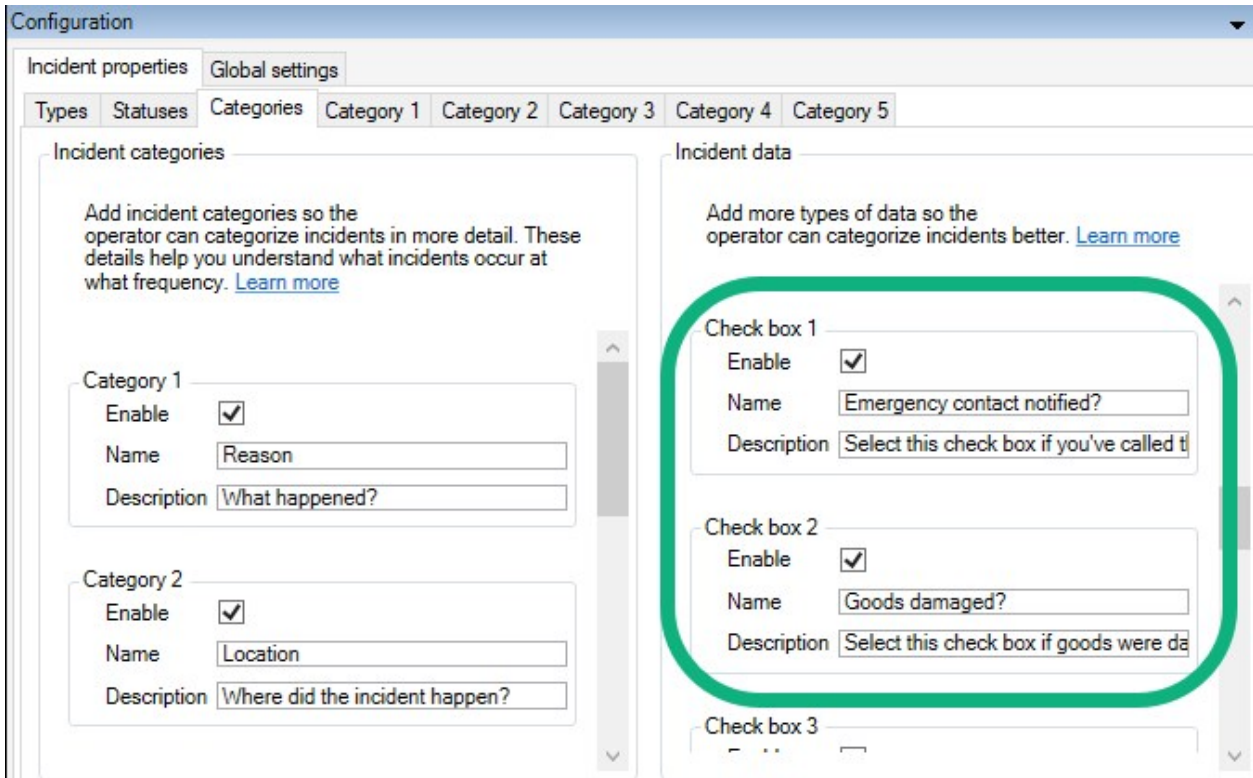 Configuration
Incident properties Global settings
Types Statuses Categories Category 1 Category 2 Category 3 Category 4 Category 5
Incident categories
Add incident categories so the
operator can categorize incidents in more detail. These
details help you understand what incidents occur at
what frequency. Learn more
Category 1
Enable
Name Reason
Description What happened?
Category 2
Enable
Name Location
Description Where did the incident happen?
Incident data
Add more types of data so the
operator can categorize incidents better. Learn more
Check box 1
Enable
Name Emergency contact notified?
Description Select this check box if you've called
Check box 2
Enable
Name Goods damaged?
Description Select this check box if goods were
Check box 3